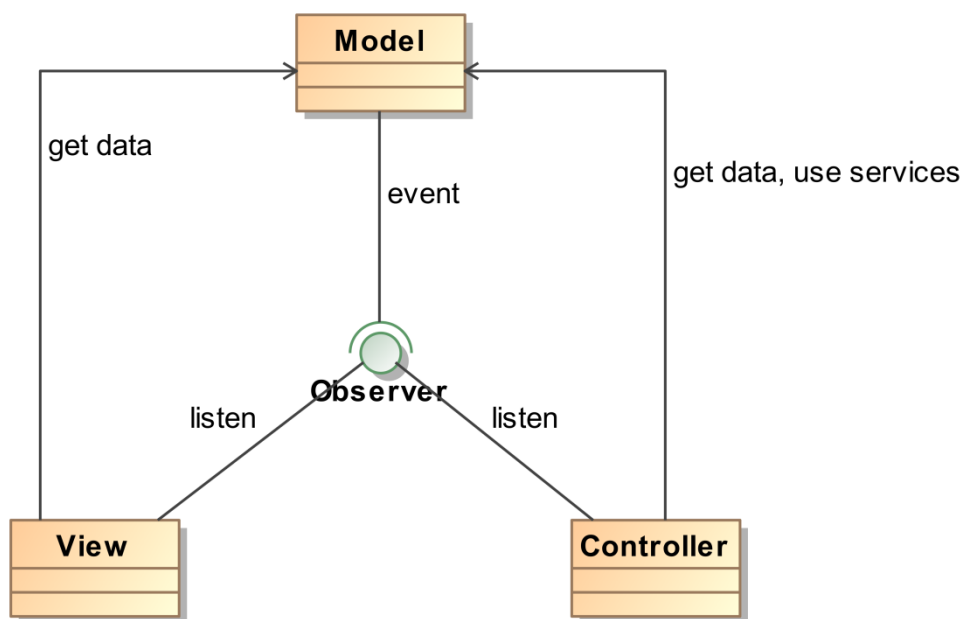 Model
get data
get data, use services
event
Observer
listen
listen
View
Controller